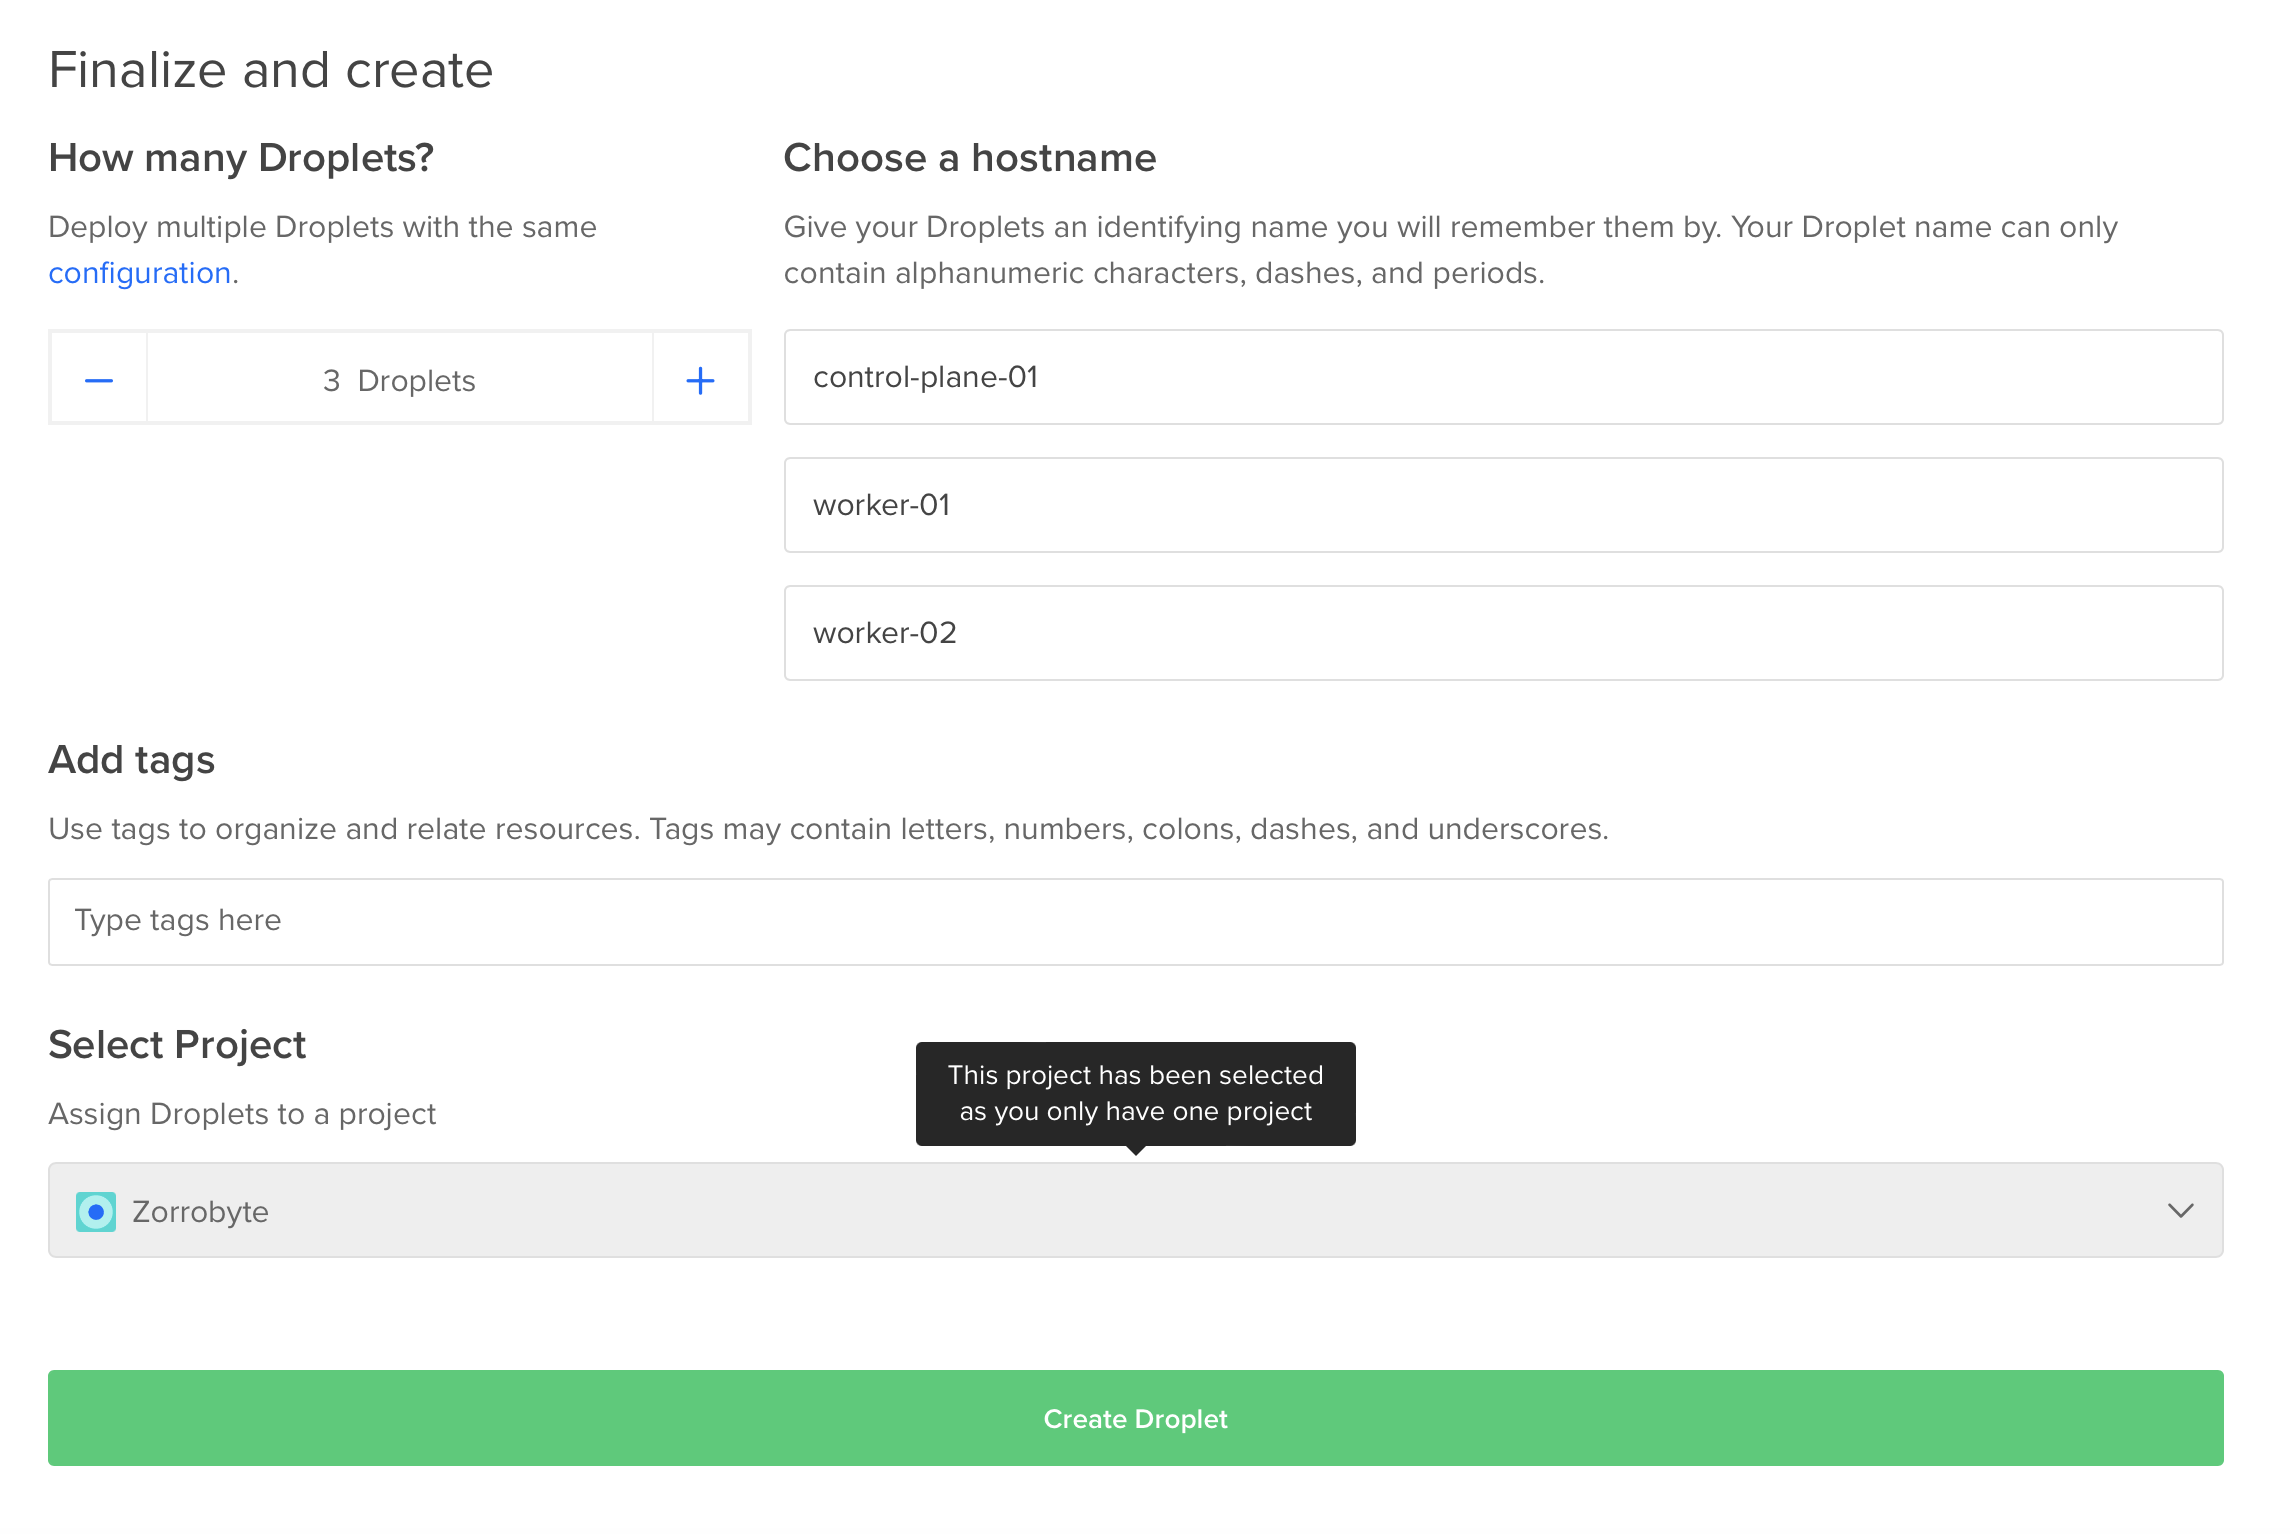 Finalize and create
How many Droplets?
Deploy multiple Droplets with the same
configuration.
3 Droplets
Choose a hostname
Give your Droplets an identifying name you will remember them by. Your Droplet name can only
contain alphanumeric characters, dashes, and periods.
control-plane-01
worker-01
worker-02
Add tags
Use tags to organize and relate resources. Tags may contain letters, numbers, colons, dashes, and underscores.
Type tags here
Select Project
Assign Droplets to a project
This project has been selected
as you only have one project
Zorrobyte
Create Droplet